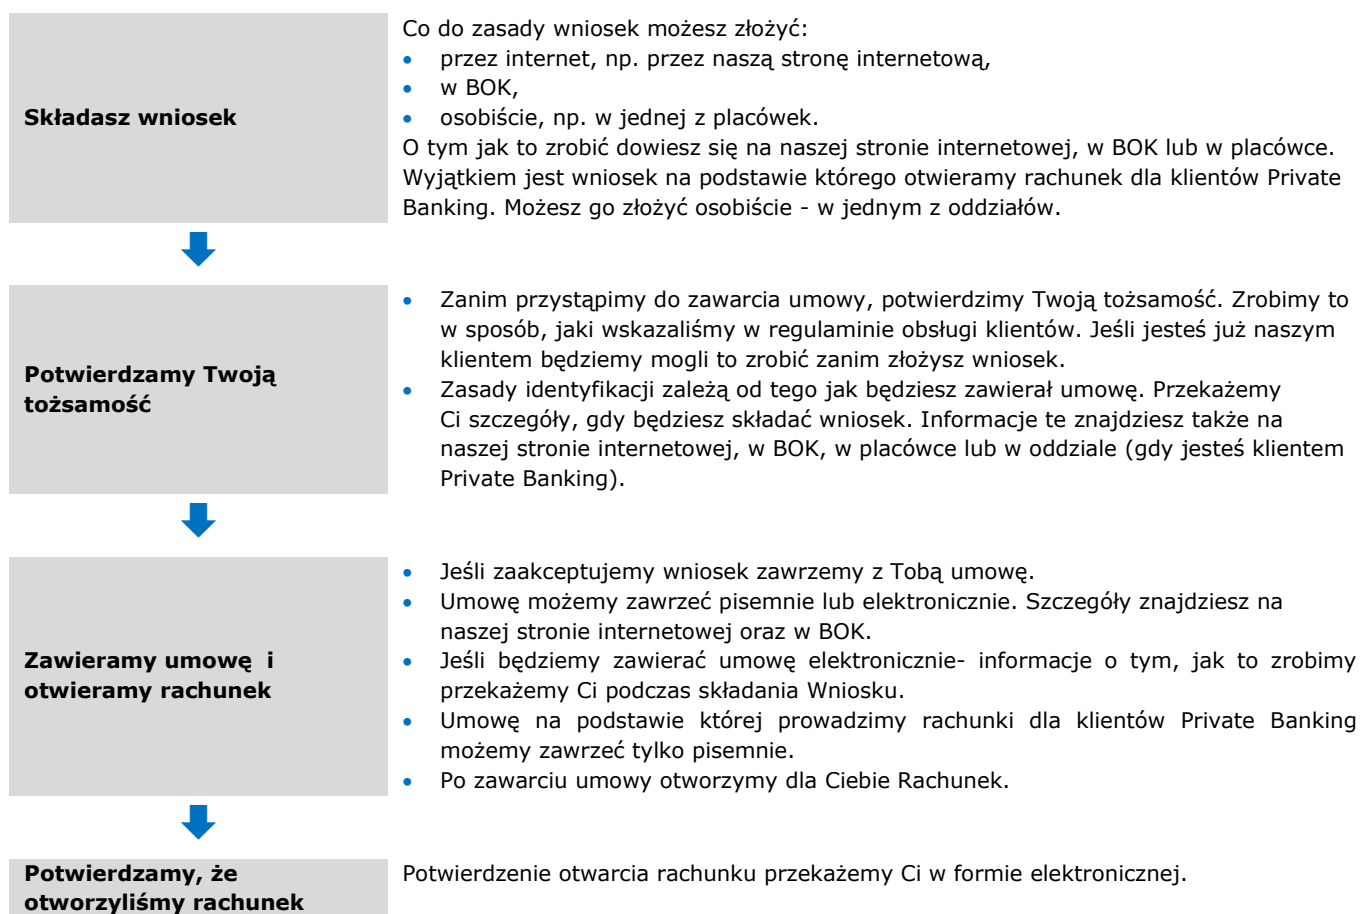 Składasz wniosek
Co do zasady wniosek możesz złożyć:
• przez internet, np. przez naszą stronę internetową,
• w BOK,
• osobiście, np. w jednej z placówek.
O tym jak to zrobić dowiesz się na naszej stronie internetowej, w BOK lub w placówce.
Wyjątkiem jest wniosek na podstawie którego otwieramy rachunek dla klientów Private
Banking. Możesz go złożyć osobiście - w jednym z oddziałów.
Potwierdzamy Twoją
tożsamość
• Zanim przystąpimy do zawarcia umowy, potwierdzimy Twoją tożsamość. Zrobimy to
w sposób, jaki wskazaliśmy w regulaminie obsługi klientów. Jeśli jesteś już naszym
klientem będziemy mogli to zrobić zanim złożysz wniosek.
• Zasady identyfikacji zależą od tego jak będziesz zawierał umowę. Przekażemy
Ci szczegóły, gdy będziesz składać wniosek. Informacje te znajdziesz także na
naszej stronie internetowej, w BOK, w placówce lub w oddziale (gdy jesteś klientem
Private Banking).
Zawieramy umowę i
otwieramy rachunek
• Jeśli zaakceptujemy wniosek zawrzemy z Tobą umowę.
• Umowę możemy zawrzeć pisemnie lub elektronicznie. Szczegóły znajdziesz na
naszej stronie internetowej oraz w BOK.
• Jeśli będziemy zawierać umowę elektronicznie- informacje o tym, jak to zrobimy
przekażemy Ci podczas składania Wniosku.
• Umowę na podstawie której prowadzimy rachunki dla klientów Private Banking
możemy zawrzeć tylko pisemnie.
• Po zawarciu umowy otworzymy dla Ciebie Rachunek.
Potwierdzamy, że
otworzyliśmy rachunek
Potwierdzenie otwarcia rachunku przekażemy Ci w formie elektronicznej.